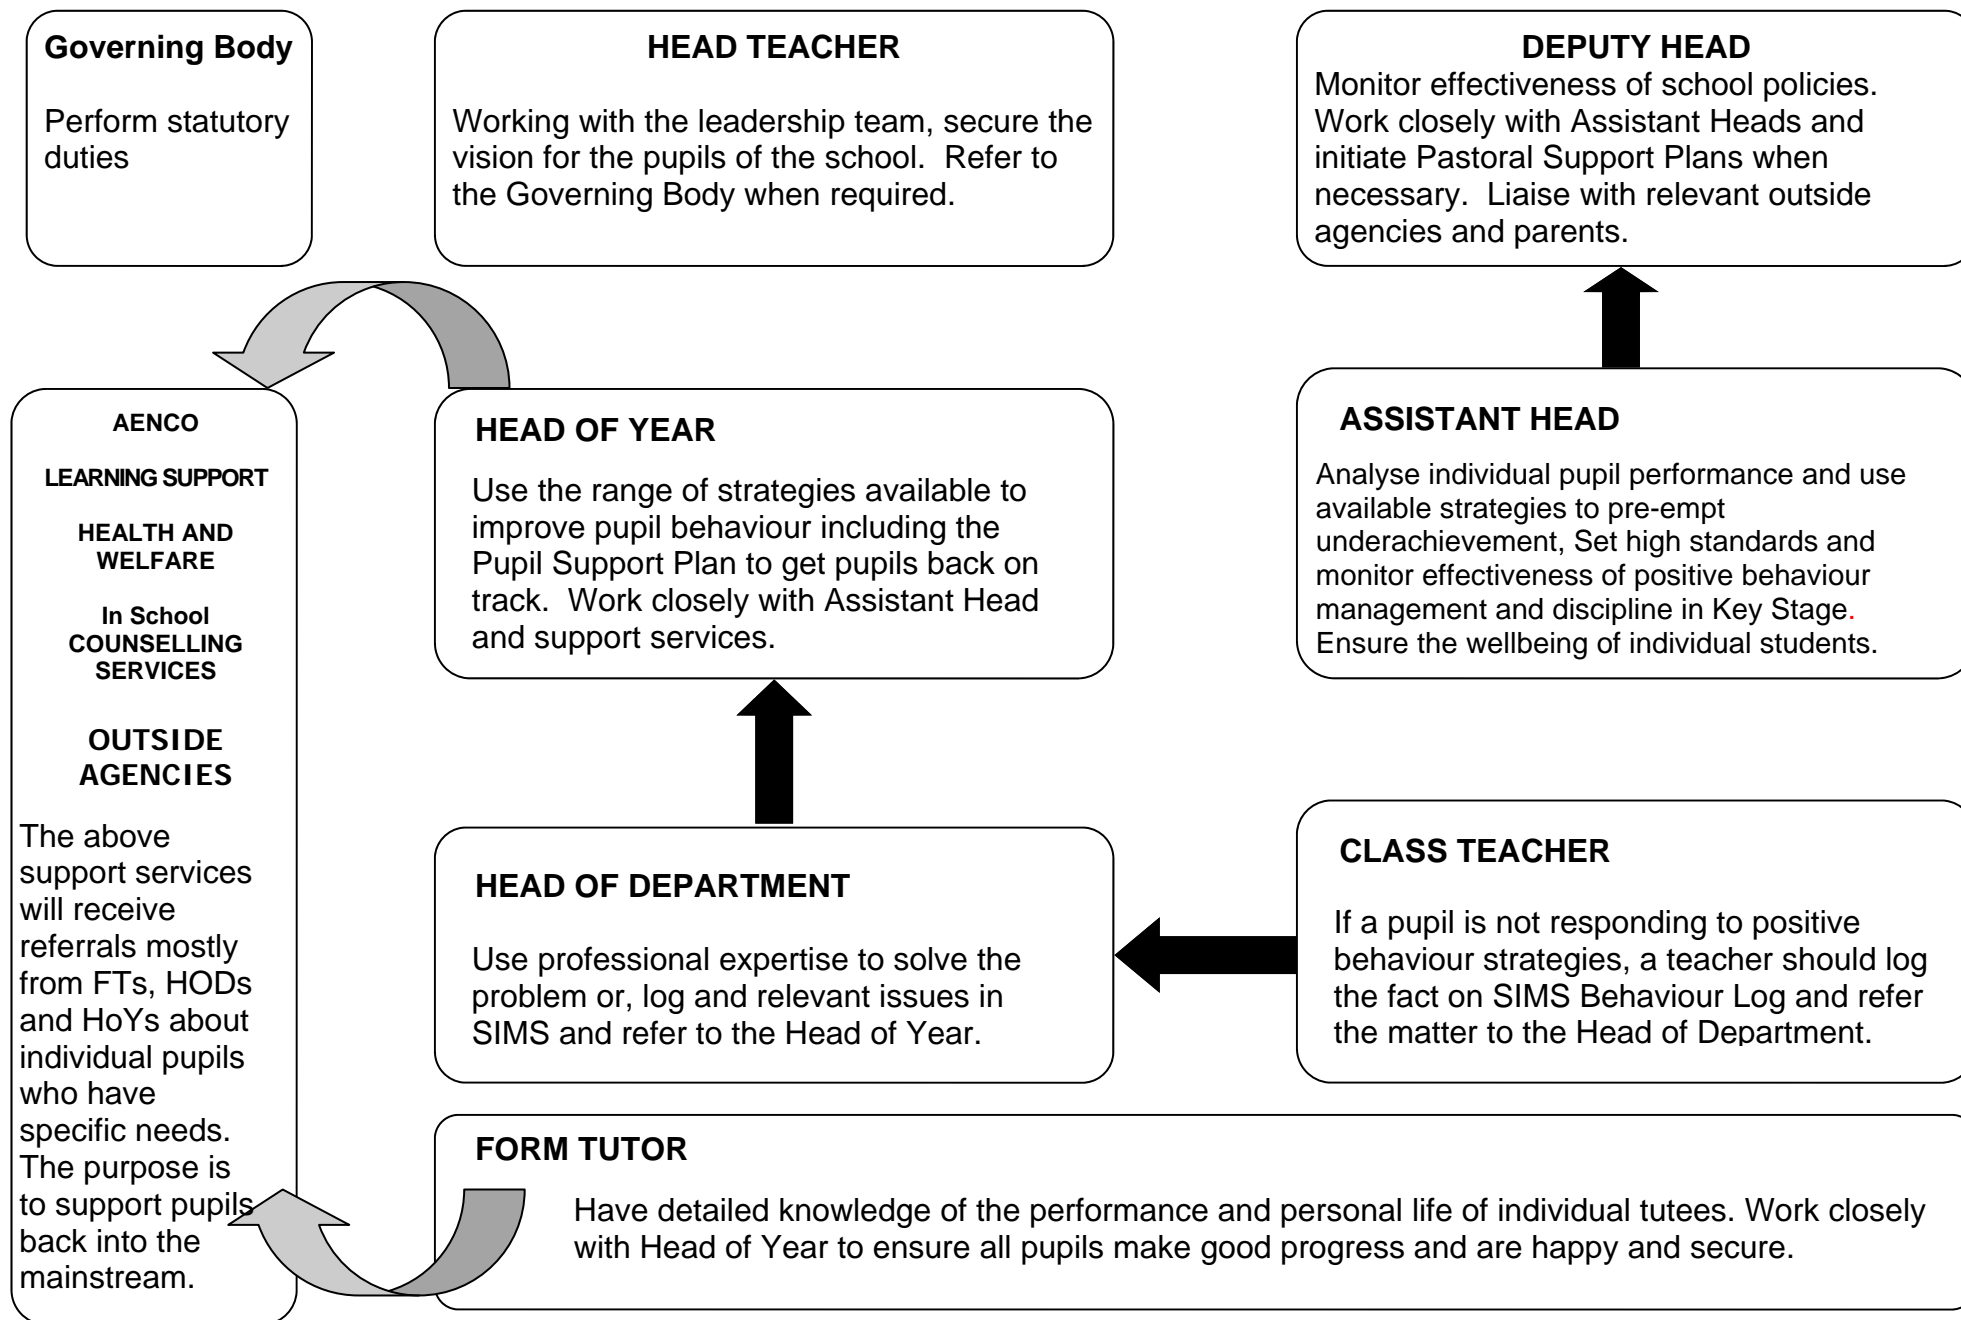 Governing Body
Perform statutory
duties
HEAD TEACHER
Working with the leadership team, secure the
vision for the pupils of the school.  Refer to
the Governing Body when required.
DEPUTY HEAD
Monitor effectiveness of school policies.
Work closely with Assistant Heads and
initiate Pastoral Support Plans when
necessary.  Liaise with relevant outside
agencies and parents.
AENCO
LEARNING SUPPORT
HEALTH AND
WELFARE
In School
COUNSELLING
SERVICES
OUTSIDE
AGENCIES
The above
support services
will receive
referrals mostly
from FTs, HODs
and HoYs about
individual pupils
who have
specific needs.
The purpose is
to support pupils
back into the
mainstream.
HEAD OF YEAR
Use the range of strategies available to
improve pupil behaviour including the
Pupil Support Plan to get pupils back on
track.  Work closely with Assistant Head
and support services.
ASSISTANT HEAD
Analyse individual pupil performance and use
available strategies to pre-empt
underachievement, Set high standards and
monitor effectiveness of positive behaviour
management and discipline in Key Stage.
Ensure the wellbeing of individual students.
HEAD OF DEPARTMENT
Use professional expertise to solve the
problem or, log and relevant issues in
SIMS and refer to the Head of Year.
CLASS TEACHER
If a pupil is not responding to positive
behaviour strategies, a teacher should log
the fact on SIMS Behaviour Log and refer
the matter to the Head of Department.
FORM TUTOR
Have detailed knowledge of the performance and personal life of individual tutees. Work closely
with Head of Year to ensure all pupils make good progress and are happy and secure.